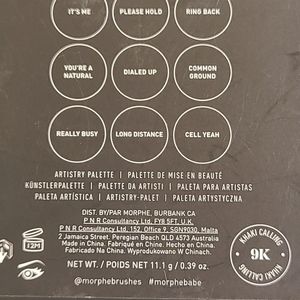 IT'S ME
PLEASE HOLD
RING BACK
YOU'RE A
NATURAL
DIALED UP
COMMON
GROUND
REALLY BUSY
LONG DISTANCE
CELL YEAH
ARTISTRY PALETTE | PALETTE DE MISE EN BEAUTÉ
KÜNSTLERPALETTE | PALETTE DA ARTISTI | PALETA PARA ARTISTAS
PALETA ARTÍSTICA | ARTISTRY-PALET | PALETA ARTYSTYCZNA
DIST. BY/PAR MORPHE, BURBANK CA
P N R Consultancy Ltd, FY8 5FT, U.K.
P N R Consultancy Ltd., 152, Office 9, SGN9030, Malta
2 Jamaica Street, Peregian Beach QLD 4573 Australia
Made in China. Fabriqué en Chine. Hecho en China.
Fabricado Na China. Wyprodukowano w Chinach.
NET WT. / POIDS NET 11.1 g / 0.39 oz.
@morphebrushes #morphebabe
12M
KHAKI CALLING
9K
KHAKI CALLING